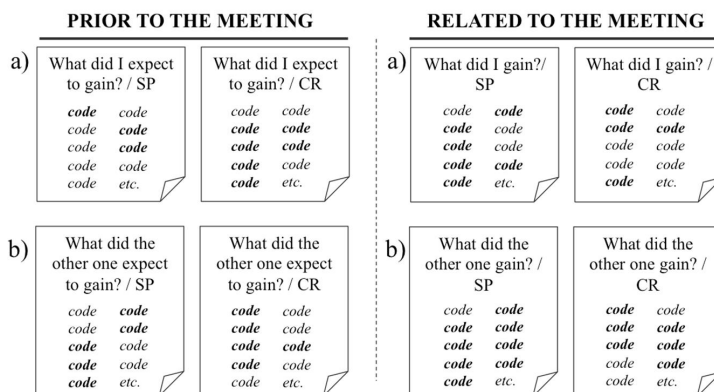 PRIOR TO THE MEETING
a)
What did I expect
to gain? / SP
code code
code code
code code
code code
code etc.
What did I expect
to gain? / CR
code code
code code
code code
code code
code etc.
b)
What did the
other one expect
to gain? / SP
code code
code code
code code
code code
code etc.
What did the
other one expect
to gain? / CR
code code
code code
code code
code code
code etc.
RELATED TO THE MEETING
a)
What did I gain?/
SP
code code
code code
code code
code code
code etc.
What did I gain? /
CR
code code
code code
code code
code code
code etc.
b)
What did the
other one gain? /
SP
code code
code code
code code
code code
code etc.
What did the
other one gain? /
CR
code code
code code
code code
code code
code etc.